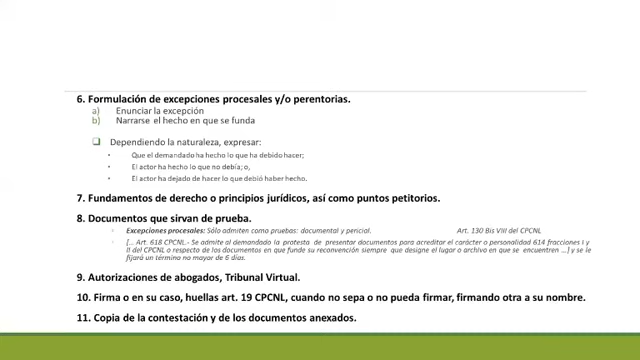 6. Formulación de excepciones procesales y/o perentorias.
a) Enunciar la excepción
b) Narrarse el hecho en que se funda
Dependiendo la naturaleza, expresar:
• Que el demandado ha hecho lo que ha debido hacer;
• El actor ha hecho lo que no debía; o,
• El actor ha dejado de hacer lo que debió haber hecho.
7. Fundamentos de derecho o principios jurídicos, así como puntos petitorios.
8. Documentos que sirvan de prueba.
Excepciones procesales: Sólo admiten como pruebas: documental y pericial. Art. 130 Bis VIII del CPCNL
[... Art. 618 CPCNL.- Se admite al demandado la protesta de presentar documentos para acreditar el carácter o personalidad 614 fracciones I y
II del CPCNL o respecto de los documentos en que funde su reconvención siempre que designe el lugar o archivo en que se encuentren ...] y se le
fijará un término no mayor de 6 días.
9. Autorizaciones de abogados, Tribunal Virtual.
10. Firma o en su caso, huellas art. 19 CPCNL, cuando no sepa o no pueda firmar, firmando otra a su nombre.
11. Copia de la contestación y de los documentos anexados.